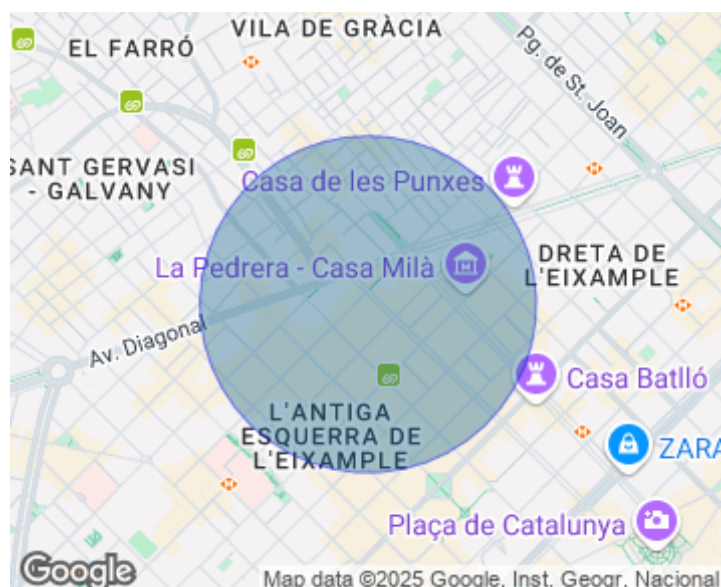 VILA DE GRÀCIA
EL FARRÓ
Pg. de St. Joan
SANT GERVASI
- GALVANY
Casa de les Punxes
La Pedrera - Casa Milà
DRETA DE
L'EIXAMPLE
Av. Diagonal
Casa Batlló
L'ANTIGA
ESQUERRA DE
L'EIXAMPLE
ZARA
Plaça de Catalunya
Google
Map data ©2025 Google, Inst. Geogr. Nacional